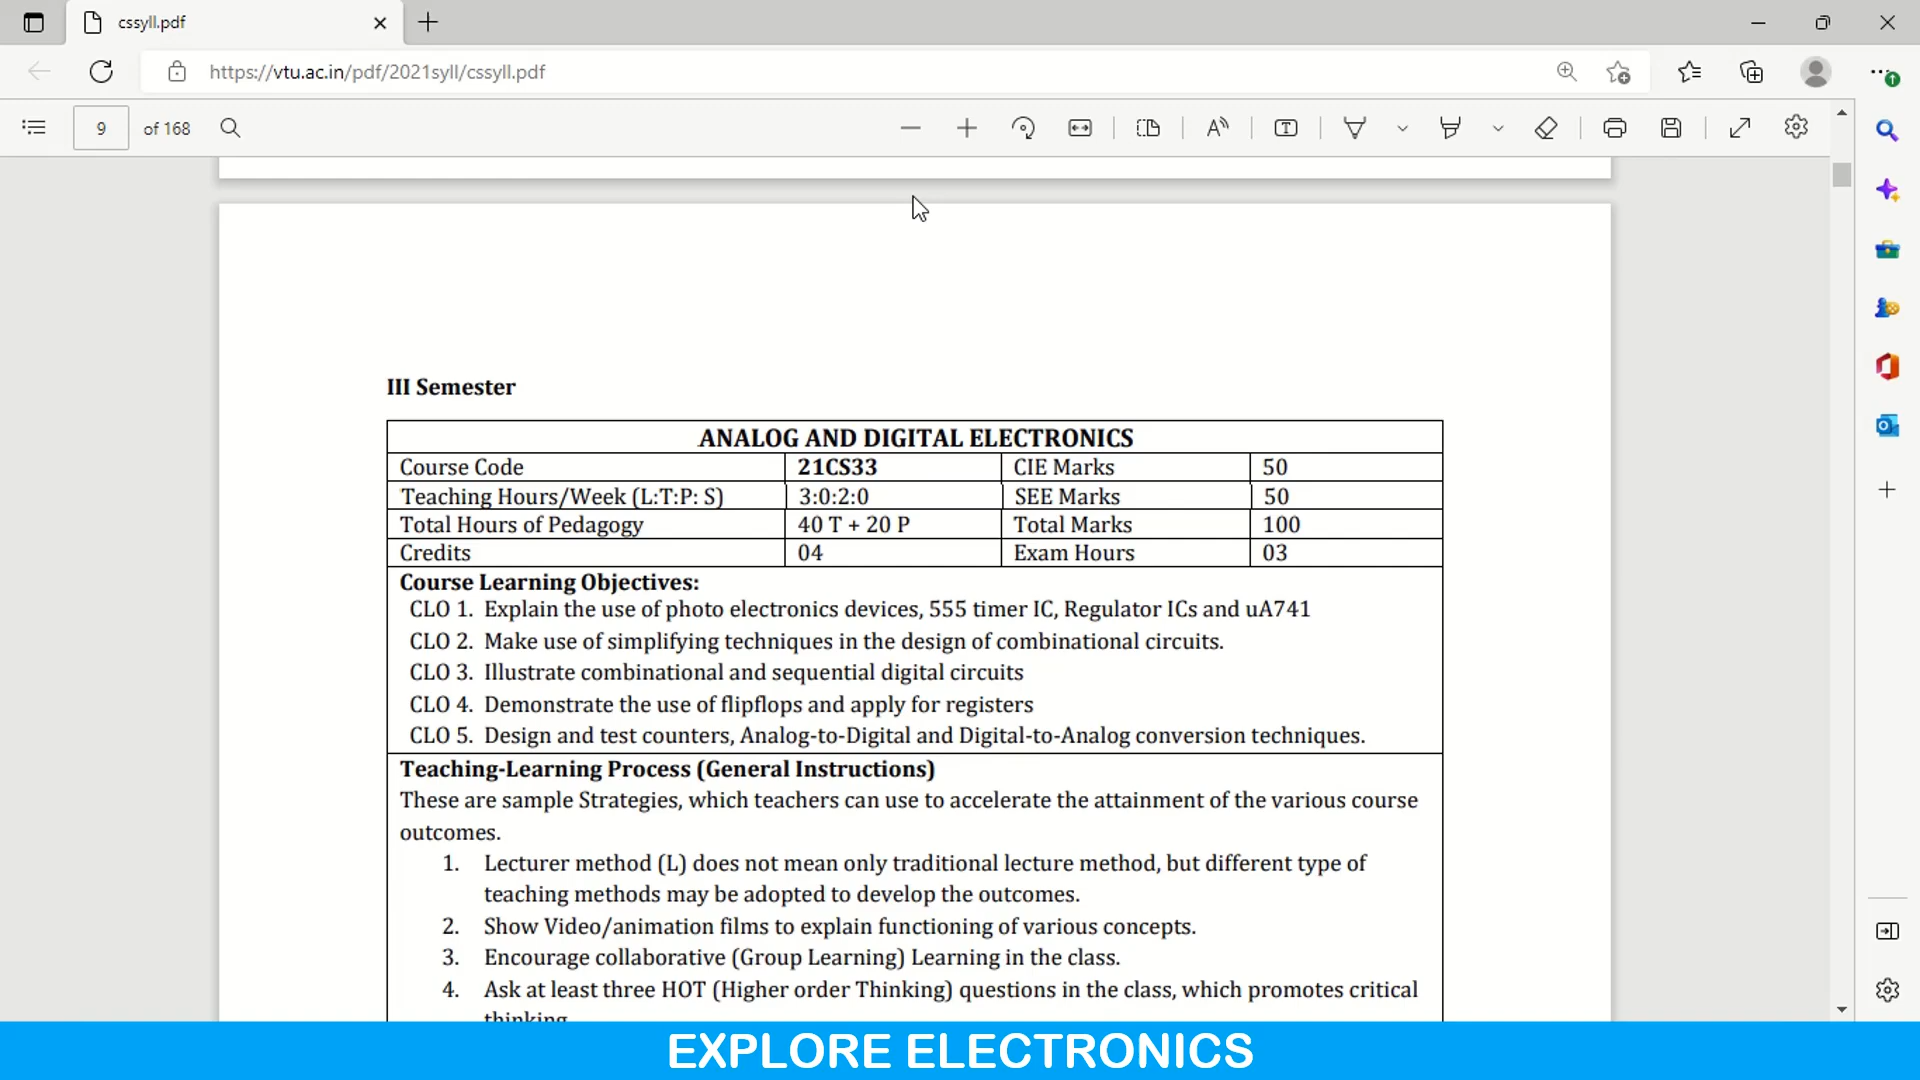 cssyll.pdf
https://vtu.ac.in/pdf/2021syll/cssyll.pdf
9 of 168
III Semester
ANALOG AND DIGITAL ELECTRONICS
Course Code 21CS33 CIE Marks 50
Teaching Hours/Week (L:T:P: S) 3:0:2:0 SEE Marks 50
Total Hours of Pedagogy 40 T + 20 P Total Marks 100
Credits 04 Exam Hours 03
Course Learning Objectives:
CLO 1. Explain the use of photo electronics devices, 555 timer IC, Regulator ICs and uA741
CLO 2. Make use of simplifying techniques in the design of combinational circuits.
CLO 3. Illustrate combinational and sequential digital circuits
CLO 4. Demonstrate the use of flipflops and apply for registers
CLO 5. Design and test counters, Analog-to-Digital and Digital-to-Analog conversion techniques.
Teaching-Learning Process (General Instructions)
These are sample Strategies, which teachers can use to accelerate the attainment of the various course
outcomes.
1. Lecturer method (L) does not mean only traditional lecture method, but different type of
teaching methods may be adopted to develop the outcomes.
2. Show Video/animation films to explain functioning of various concepts.
3. Encourage collaborative (Group Learning) Learning in the class.
4. Ask at least three HOT (Higher order Thinking) questions in the class, which promotes critical
thinking
EXPLORE ELECTRONICS